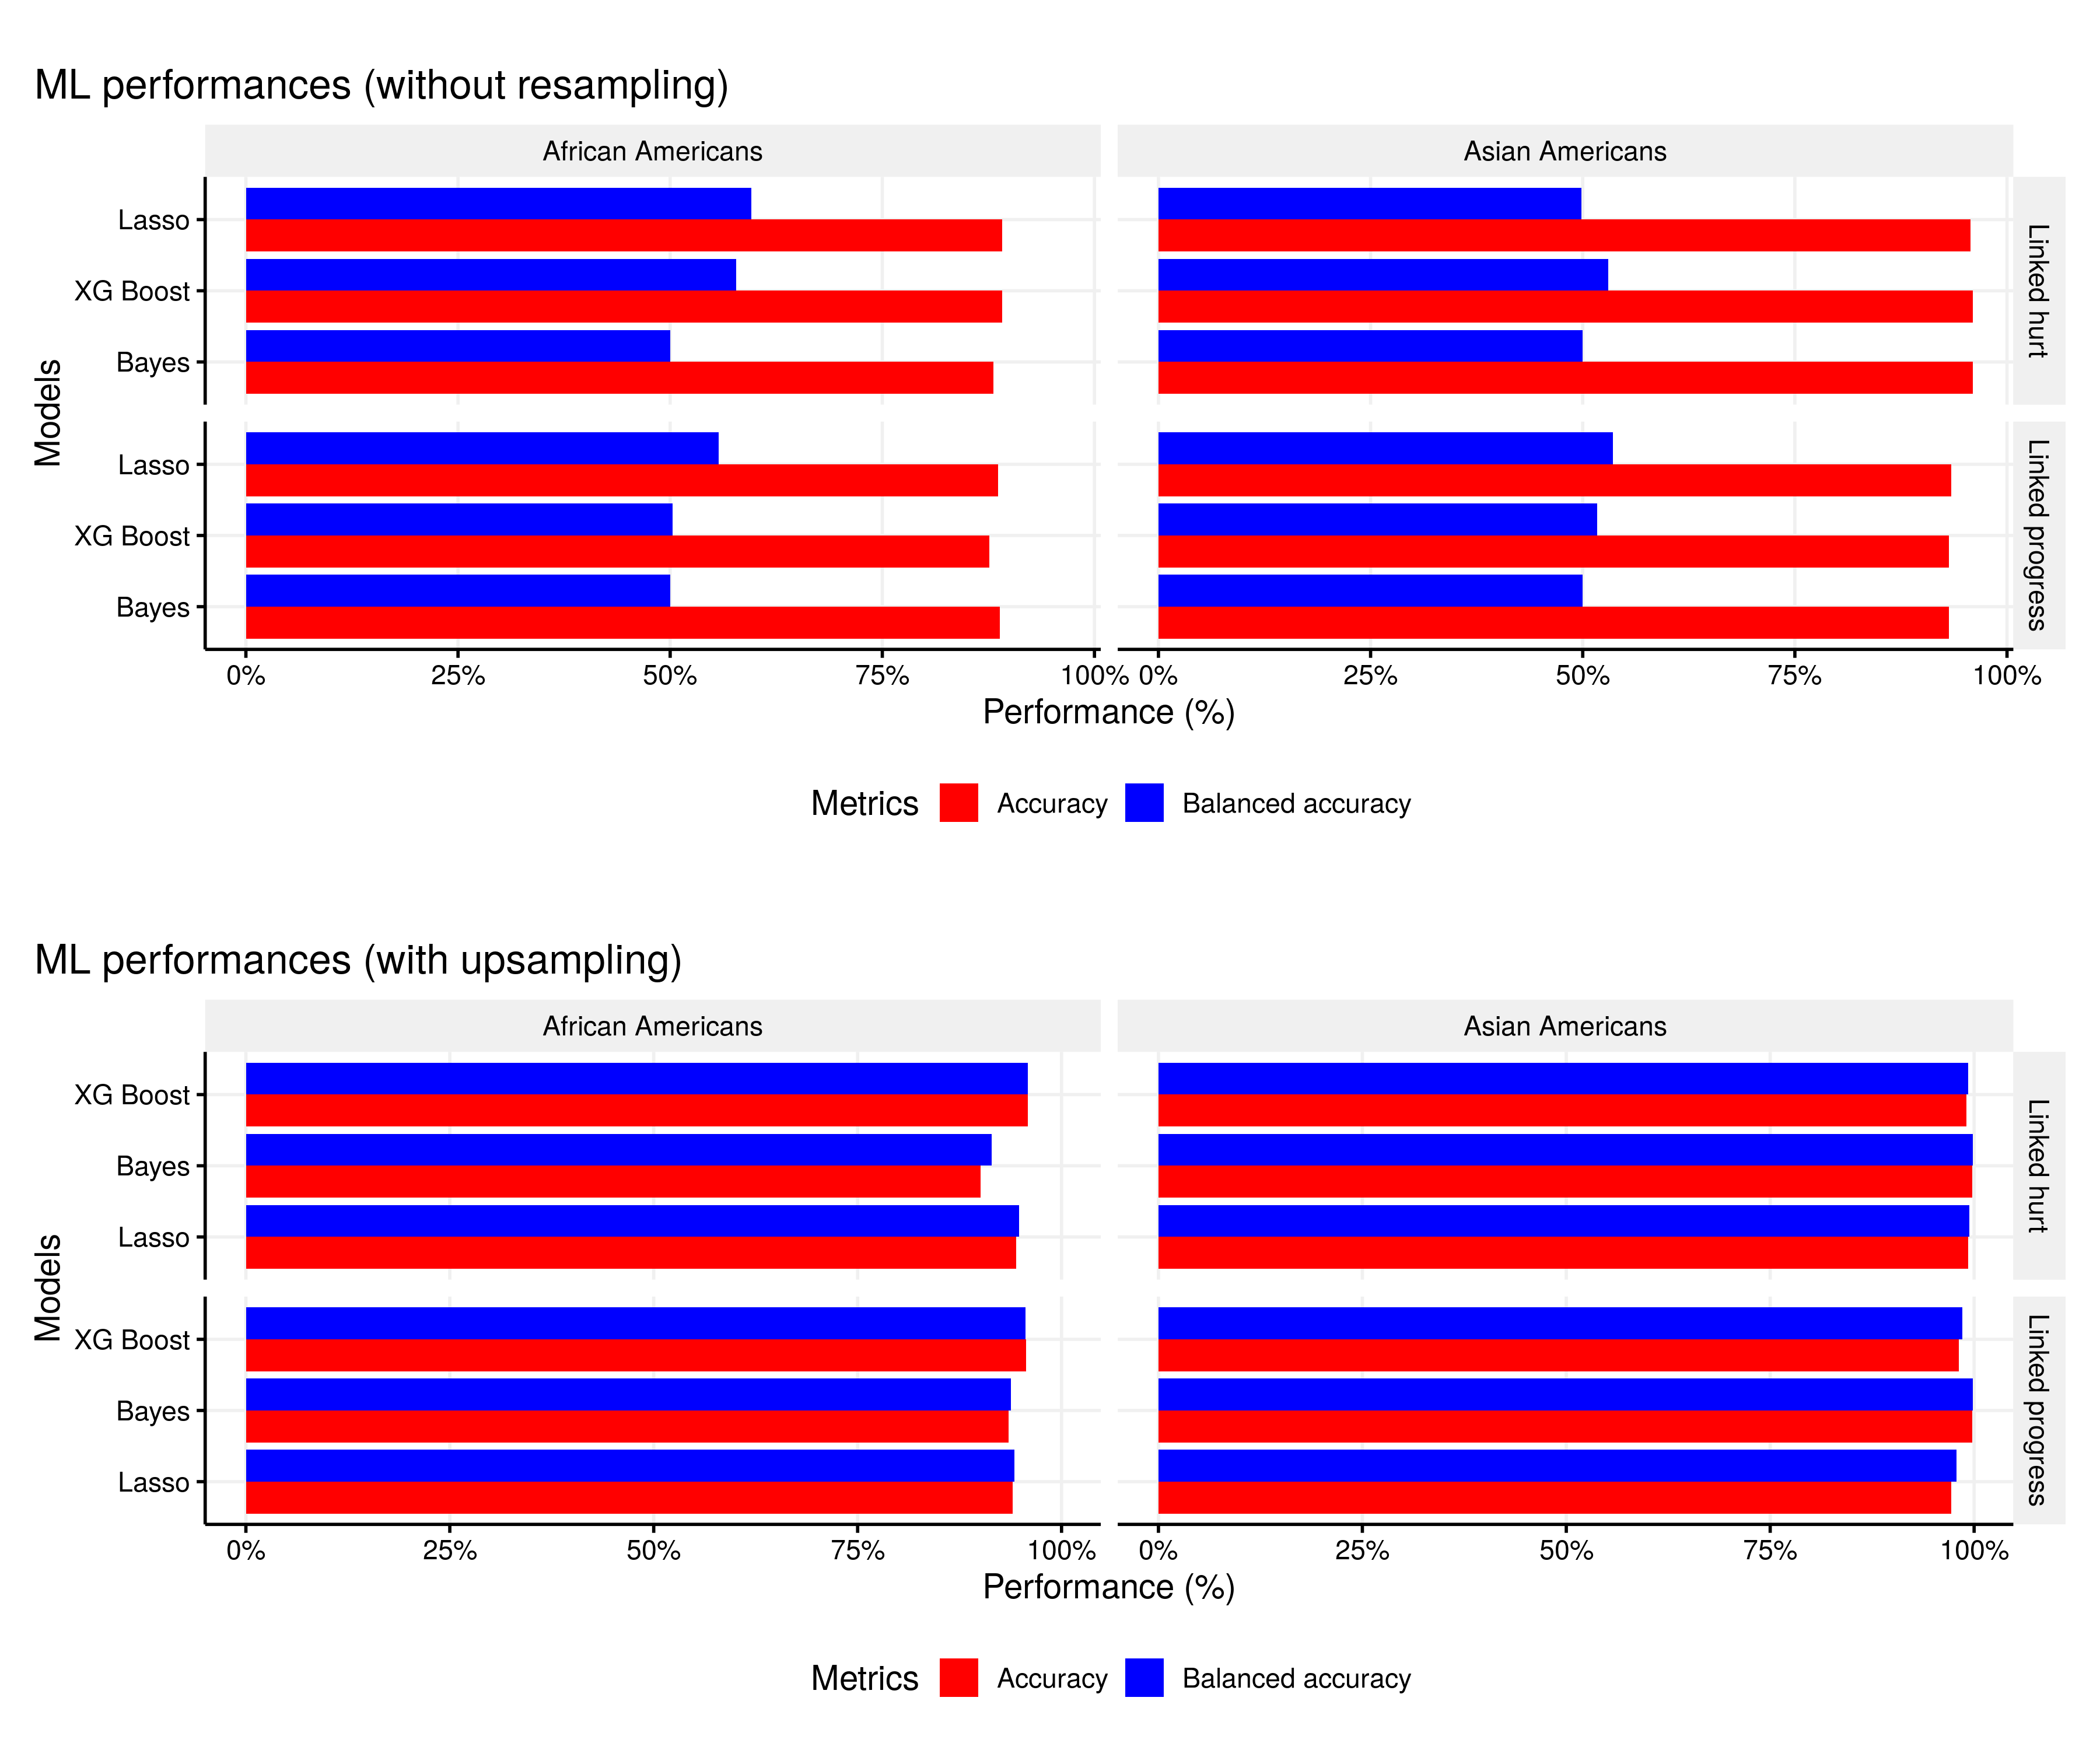 ML performances (without resampling)
African Americans
Asian Americans
Models
Lasso
XG Boost
Bayes
Linked hurt
Lasso
XG Boost
Bayes
Linked progress
0% 25% 50% 75% 100% 0% 25% 50% 75% 100%
Performance (%)
Metrics Accuracy Balanced accuracy
ML performances (with upsampling)
African Americans
Asian Americans
Models
XG Boost
Bayes
Lasso
Linked hurt
XG Boost
Bayes
Lasso
Linked progress
0% 25% 50% 75% 100% 0% 25% 50% 75% 100%
Performance (%)
Metrics Accuracy Balanced accuracy